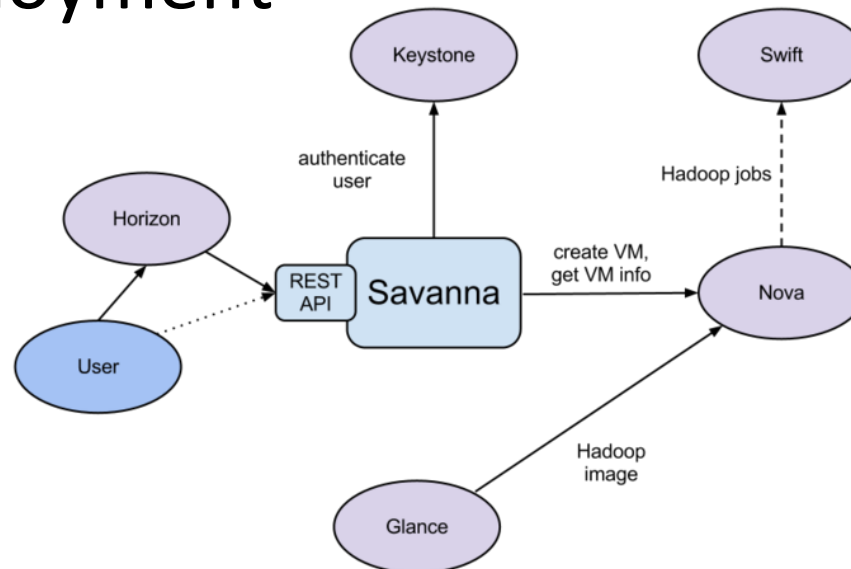 Keystone
Swift
authenticate
user
Hadoop jobs
Horizon
create VM,
get VM info
REST
API
Savanna
Nova
User
Hadoop
image
Glance